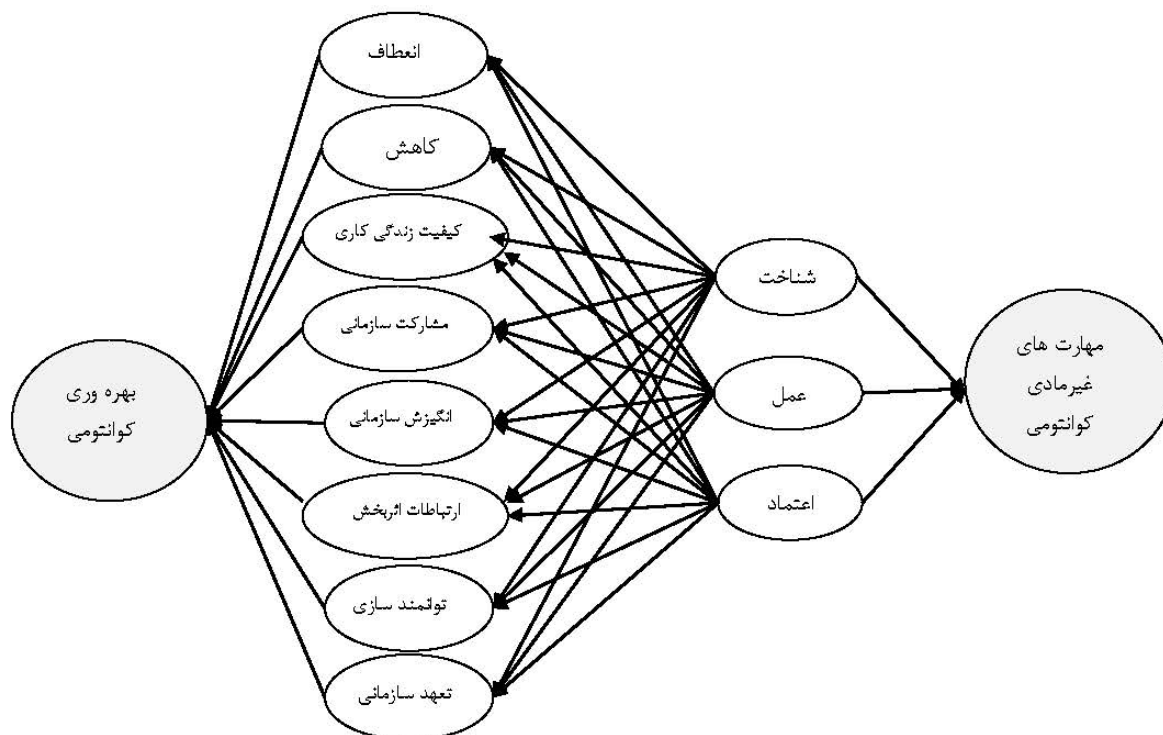 مهارت های
غیرمادی
کوانتومی
شناخت
عمل
اعتماد
انعطاف
کاهش
کیفیت زندگی کاری
مشارکت سازمانی
انگیزش سازمانی
ارتباطات اثربخش
توانمند سازی
تعهد سازمانی
بهره وری
کوانتومی